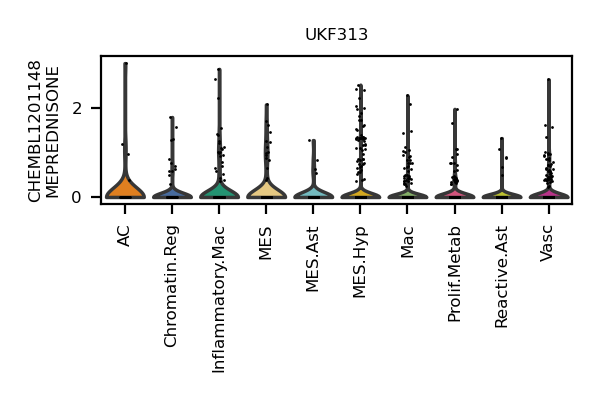 UKF313
CHEMBL1201148
MEPREDNISONE
2
0
AC
Chromatin.Reg
Inflammatory.Mac
MES
MES.Ast
MES.Hyp
Mac
Prolif.Metab
Reactive.Ast
Vasc